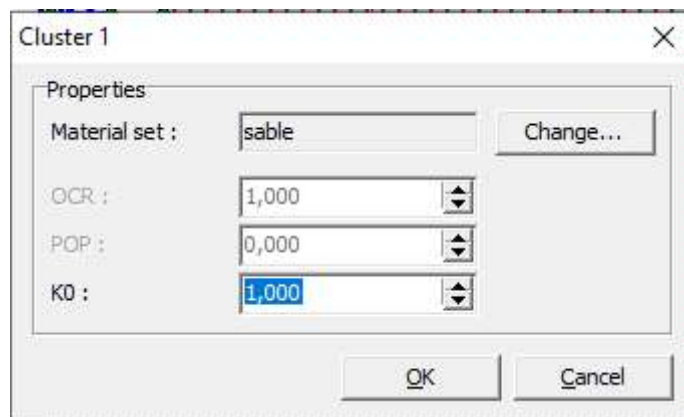 Cluster 1
Properties
Material set : sable Change...
OCR : 1,000
POP : 0,000
K0 : 1,000
OK Cancel